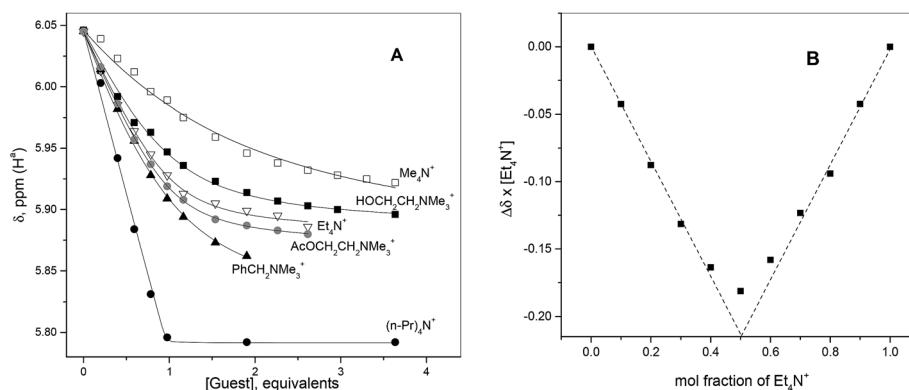 A
6.05
6.00
5.95
5.90
5.85
5.80
δ, ppm (Hᵃ)
Me₄N⁺
HOCH₂CH₂NMe₃⁺
Et₄N⁺
AcOCH₂CH₂NMe₃⁺
PhCH₂NMe₃⁺
(n-Pr)₄N⁺
0 1 2 3 4
[Guest], equivalents
B
0.00
-0.05
-0.10
-0.15
-0.20
Δδ x [Et₄N⁺]
0.0 0.2 0.4 0.6 0.8 1.0
mol fraction of Et₄N⁺